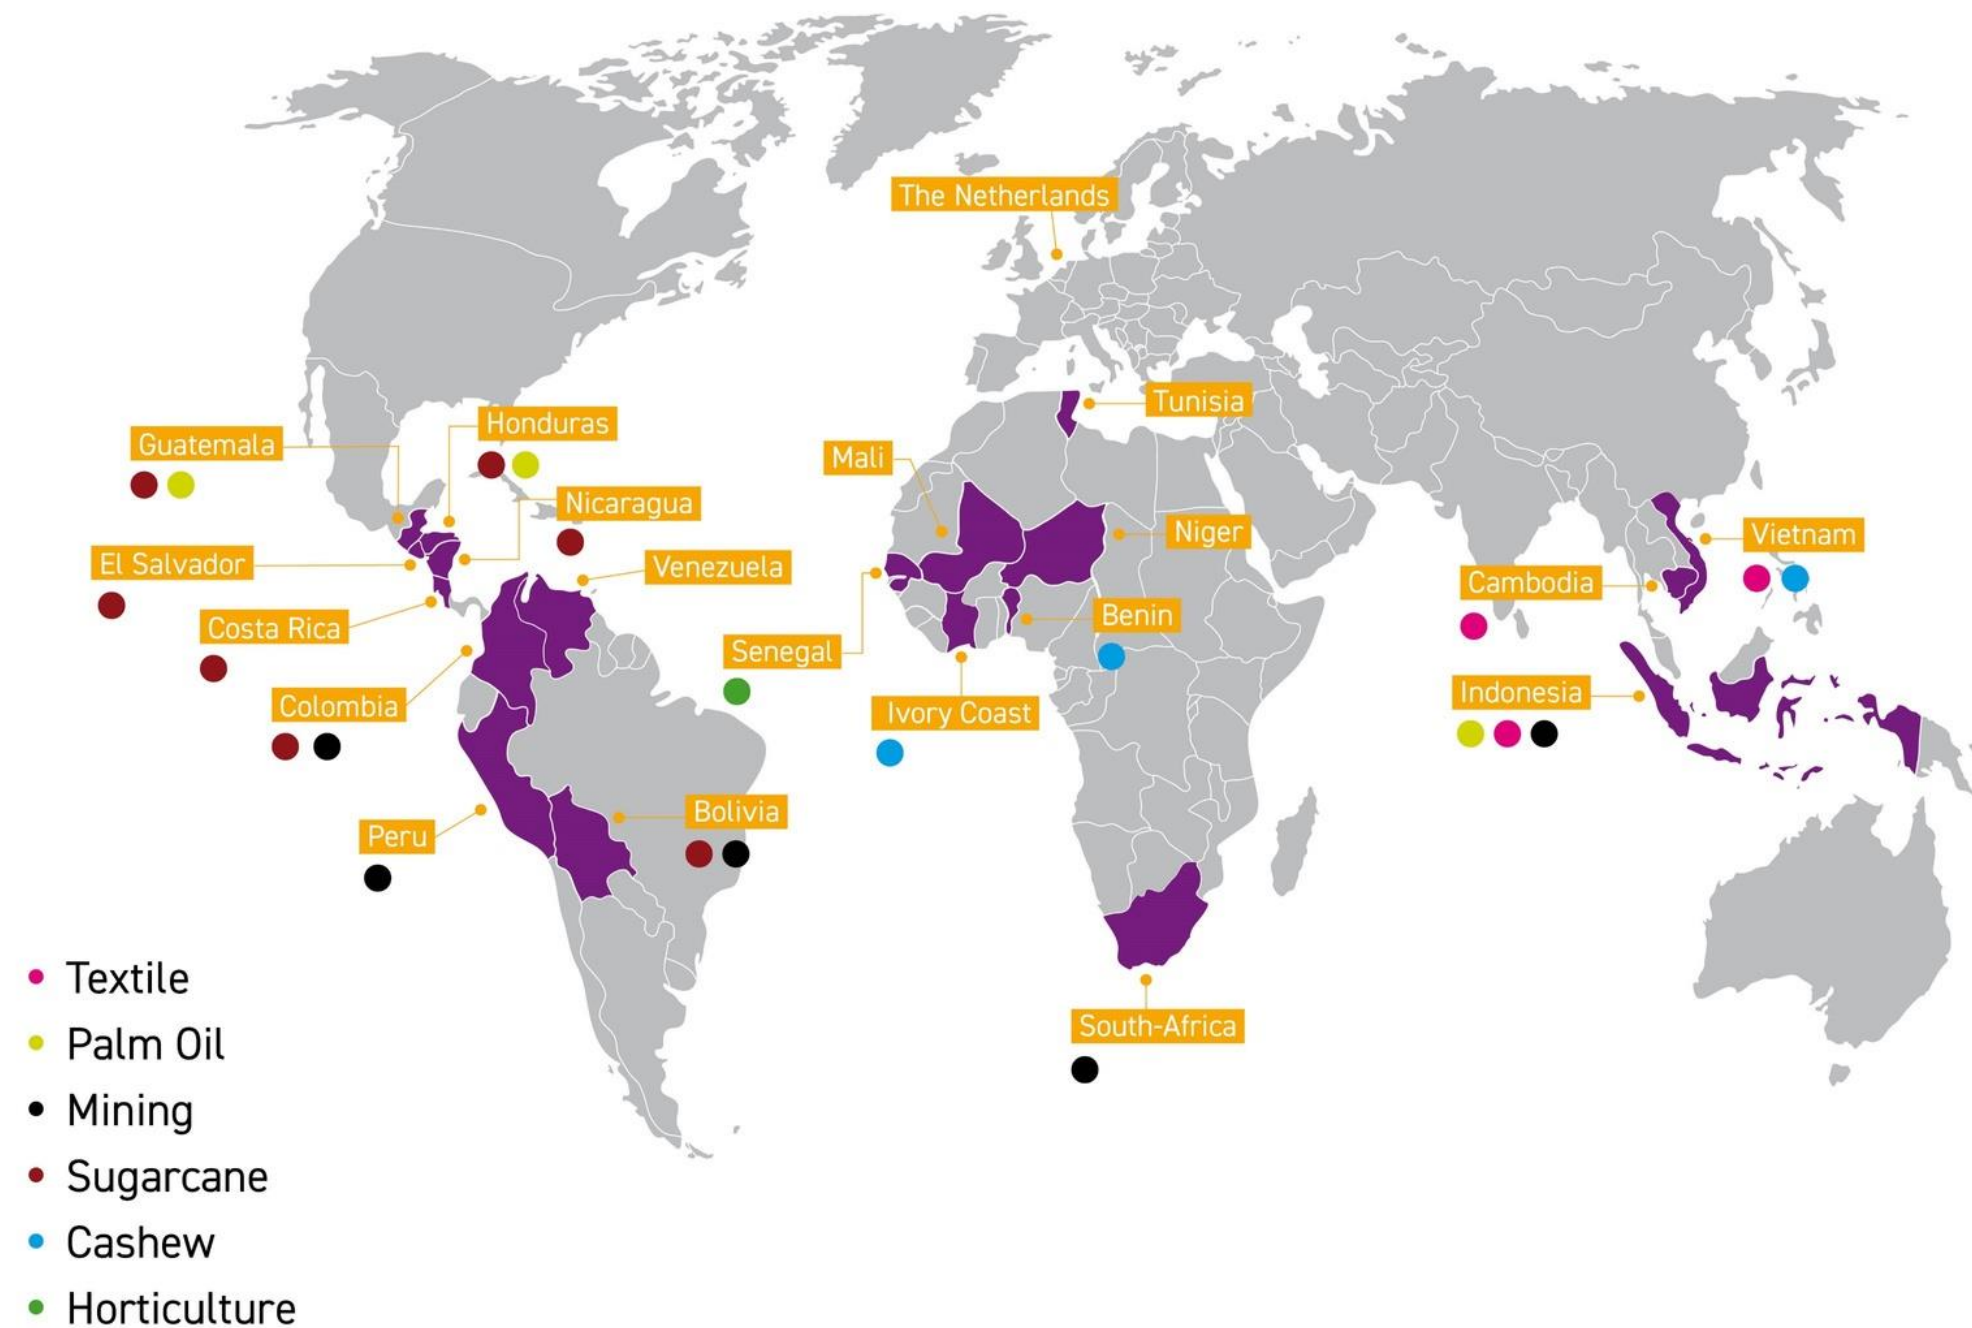 The Netherlands
Tunisia
Honduras
Guatemala
Mali
Nicaragua
Niger
Vietnam
El Salvador
Venezuela
Cambodia
Benin
Costa Rica
Senegal
Indonesia
Colombia
Ivory Coast
Bolivia
Peru
South-Africa
Textile
Palm Oil
Mining
Sugarcane
Cashew
Horticulture